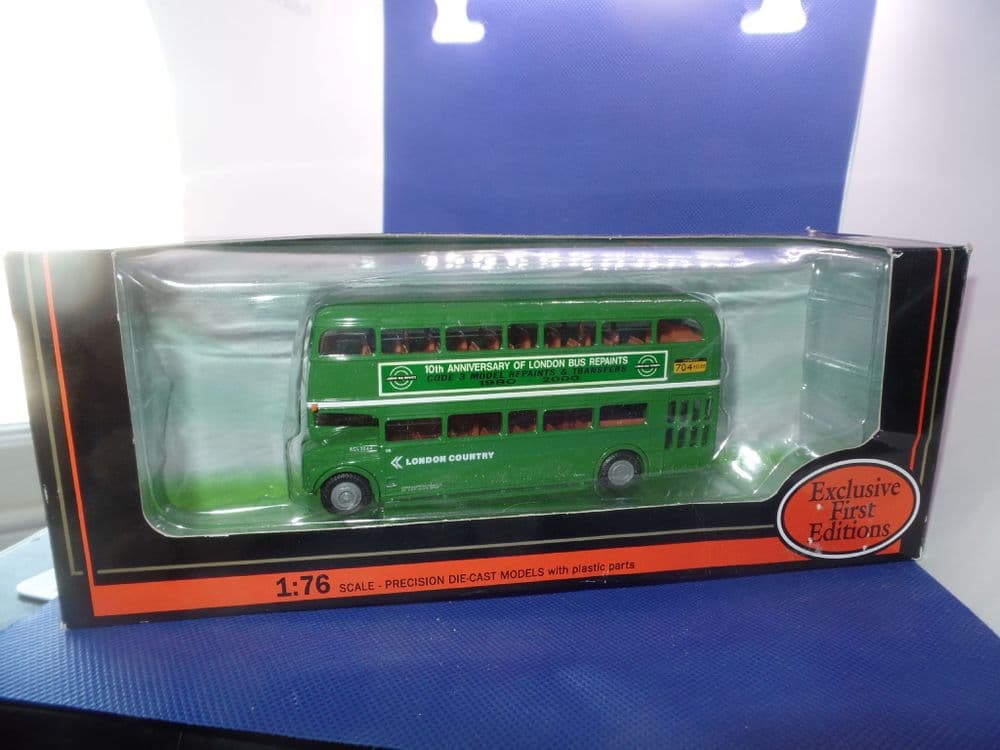 10th ANNIVERSARY OF LONDON BUS REPAINTS
CODE 3 MODEL REPAINTS & TRANSFERS
1990 2000
704
LONDON COUNTRY
Exclusive
First
Editions
1:76 SCALE - PRECISION DIE-CAST MODELS with plastic parts